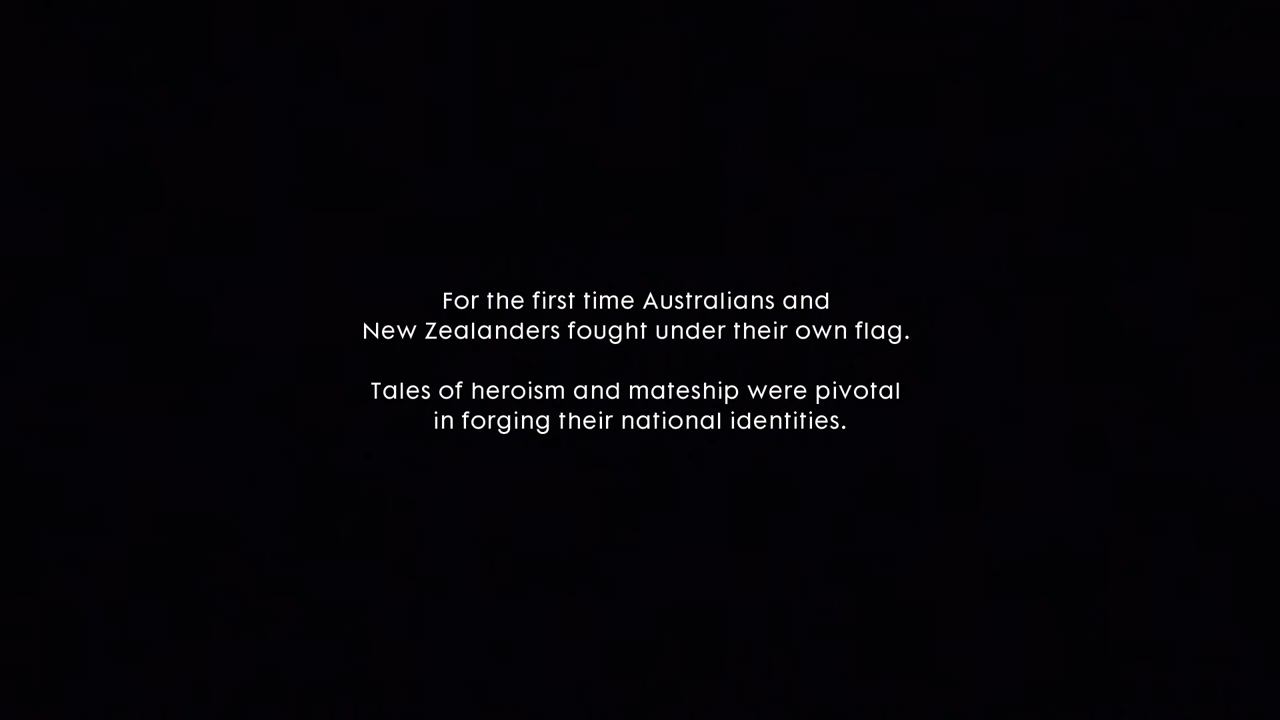 For the first time Australians and
New Zealanders fought under their own flag.
Tales of heroism and mateship were pivotal
in forging their national identities.